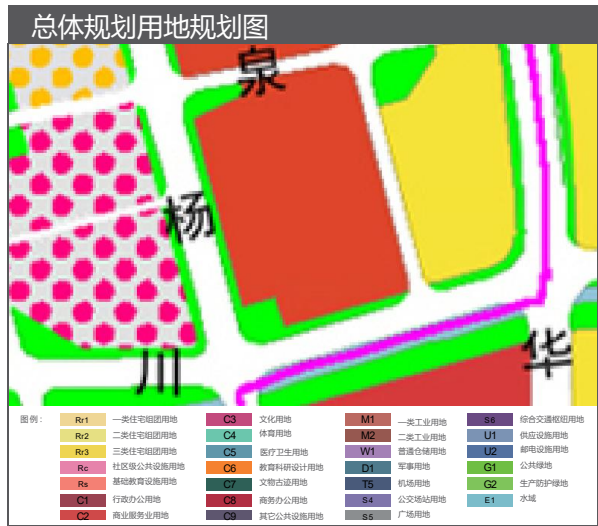 总体规划用地规划图
泉
杨
川
华
图例：
Rr1 一类住宅组团用地
Rr2 二类住宅组团用地
Rr3 三类住宅组团用地
Rc 社区级公共设施用地
Rs 基础教育设施用地
C1 行政办公用地
C2 商业服务业用地
C3 文化用地
C4 体育用地
C5 医疗卫生用地
C6 教育科研设计用地
C7 文物古迹用地
C8 商务办公用地
C9 其它公共设施用地
M1 一类工业用地
M2 二类工业用地
W1 普通仓储用地
D1 军事用地
T5 机场用地
S4 公交场站用地
S5 广场用地
S6 综合交通枢纽用地
U1 供应设施用地
U2 邮电设施用地
G1 公共绿地
G2 生产防护绿地
E1 水域